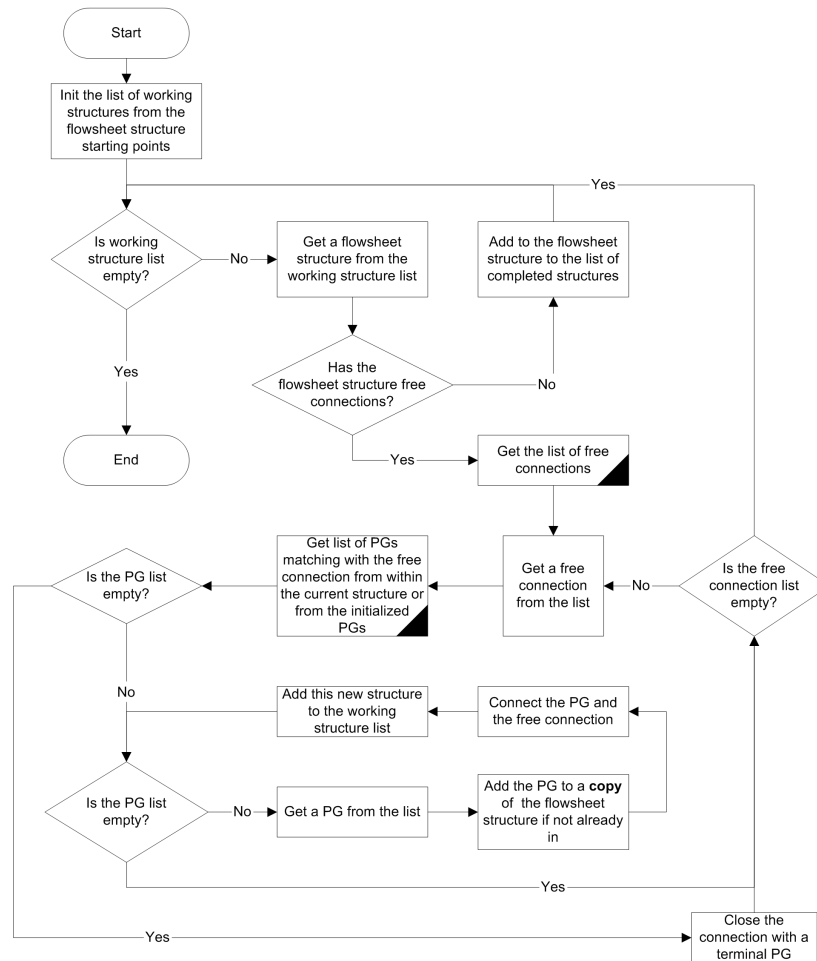 Start
Init the list of working
structures from the
flowsheet structure
starting points
Yes
Is working
structure list
empty?
No
Get a flowsheet
structure from the
working structure list
Add to the flowsheet
structure to the list of
completed structures
Yes
Has the
flowsheet structure free
connections?
No
End
Yes
Get the list of free
connections
Is the PG list
empty?
Get list of PGs
matching with the free
connection from within
the current structure or
from the initialized
PGs
Get a free
connection
from the list
No
Is the free
connection list
empty?
No
Add this new structure
to the working
structure list
Connect the PG and
the free connection
Is the PG list
empty?
No
Get a PG from the list
Add the PG to a copy
of the flowsheet
structure if not already
in
Yes
Yes
Close the
connection with a
terminal PG